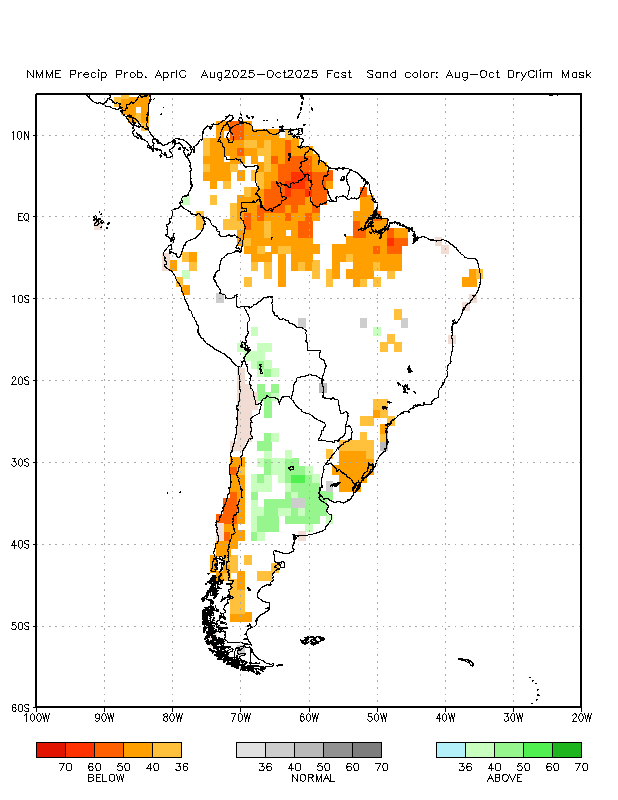 NMME Precip Prob. AprIC  Aug2025–Oct2025 Fcst  Sand color: Aug–Oct DryClim Mask
10N
EQ
10S
20S
30S
40S
50S
60S
100W 90W 80W 70W 60W 50W 40W 30W 20W
70 60 50 40 36
BELOW
36 40 50 60 70
NORMAL
36 40 50 60 70
ABOVE